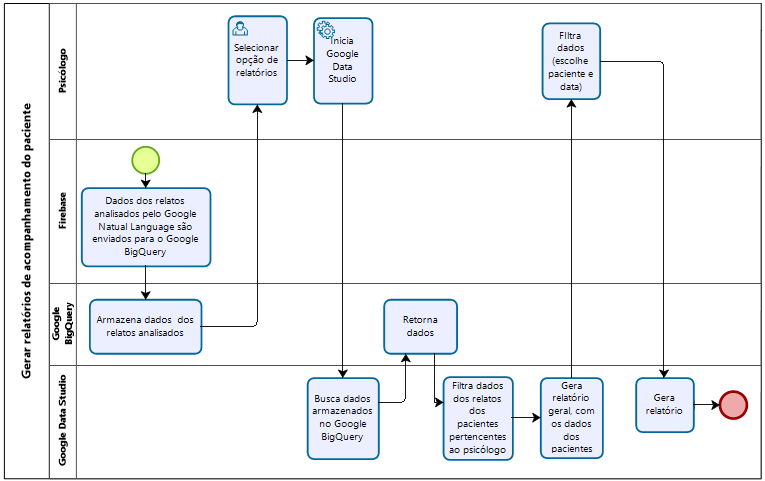 Gerar relatórios de acompanhamento do paciente
Psicólogo
Selecionar
opção de
relatórios
Inicia
Google
Data
Studio
FIltra
dados
(escolhe
paciente e
data)
Firebase
Dados dos relatos
analisados pelo Google
Natual Language são
enviados para o Google
BigQuery
Google
BigQuery
Armazena dados dos
relatos analisados
Retorna
dados
Google Data Studio
Busca dados
armazenados
no Google
BigQuery
Filtra dados
dos relatos
dos
pacientes
pertencentes
ao psicólogo
Gera
relatório
geral, com
os dados
dos
pacientes
Gera
relatório